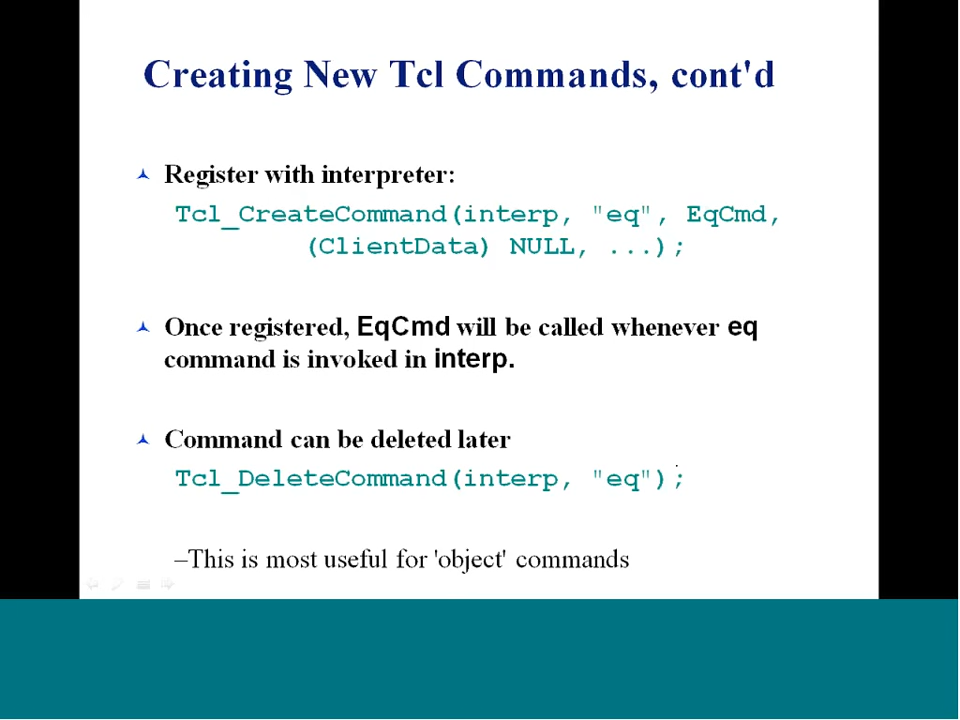 Creating New Tcl Commands, cont'd
Register with interpreter:
Tcl_CreateCommand(interp, "eq", EqCmd,
(ClientData) NULL, ...);
Once registered, EqCmd will be called whenever eq
command is invoked in interp.
Command can be deleted later
Tcl_DeleteCommand(interp, "eq");
–This is most useful for 'object' commands